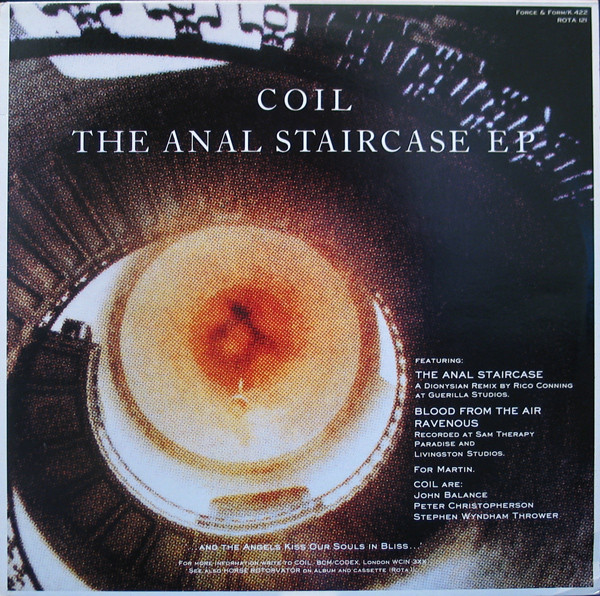 Force & Form/K.422
ROTA 121
COIL
THE ANAL STAIRCASE EP
Featuring:
THE ANAL STAIRCASE
A Dionysian Remix by Rico Conning
at Guerilla Studios.
BLOOD FROM THE AIR
RAVENOUS
Recorded at Sam Therapy
Paradise and
Livingston Studios.
For Martin.
COIL are:
John Balance
Peter Christopherson
Stephen Wyndham Thrower
...and the Angels Kiss Our Souls in Bliss...'
For more information write to COIL, BCM/CODEX, London WC1N 3XX
See also HORSE ROTORVATOR on album and cassette (Rota 1).